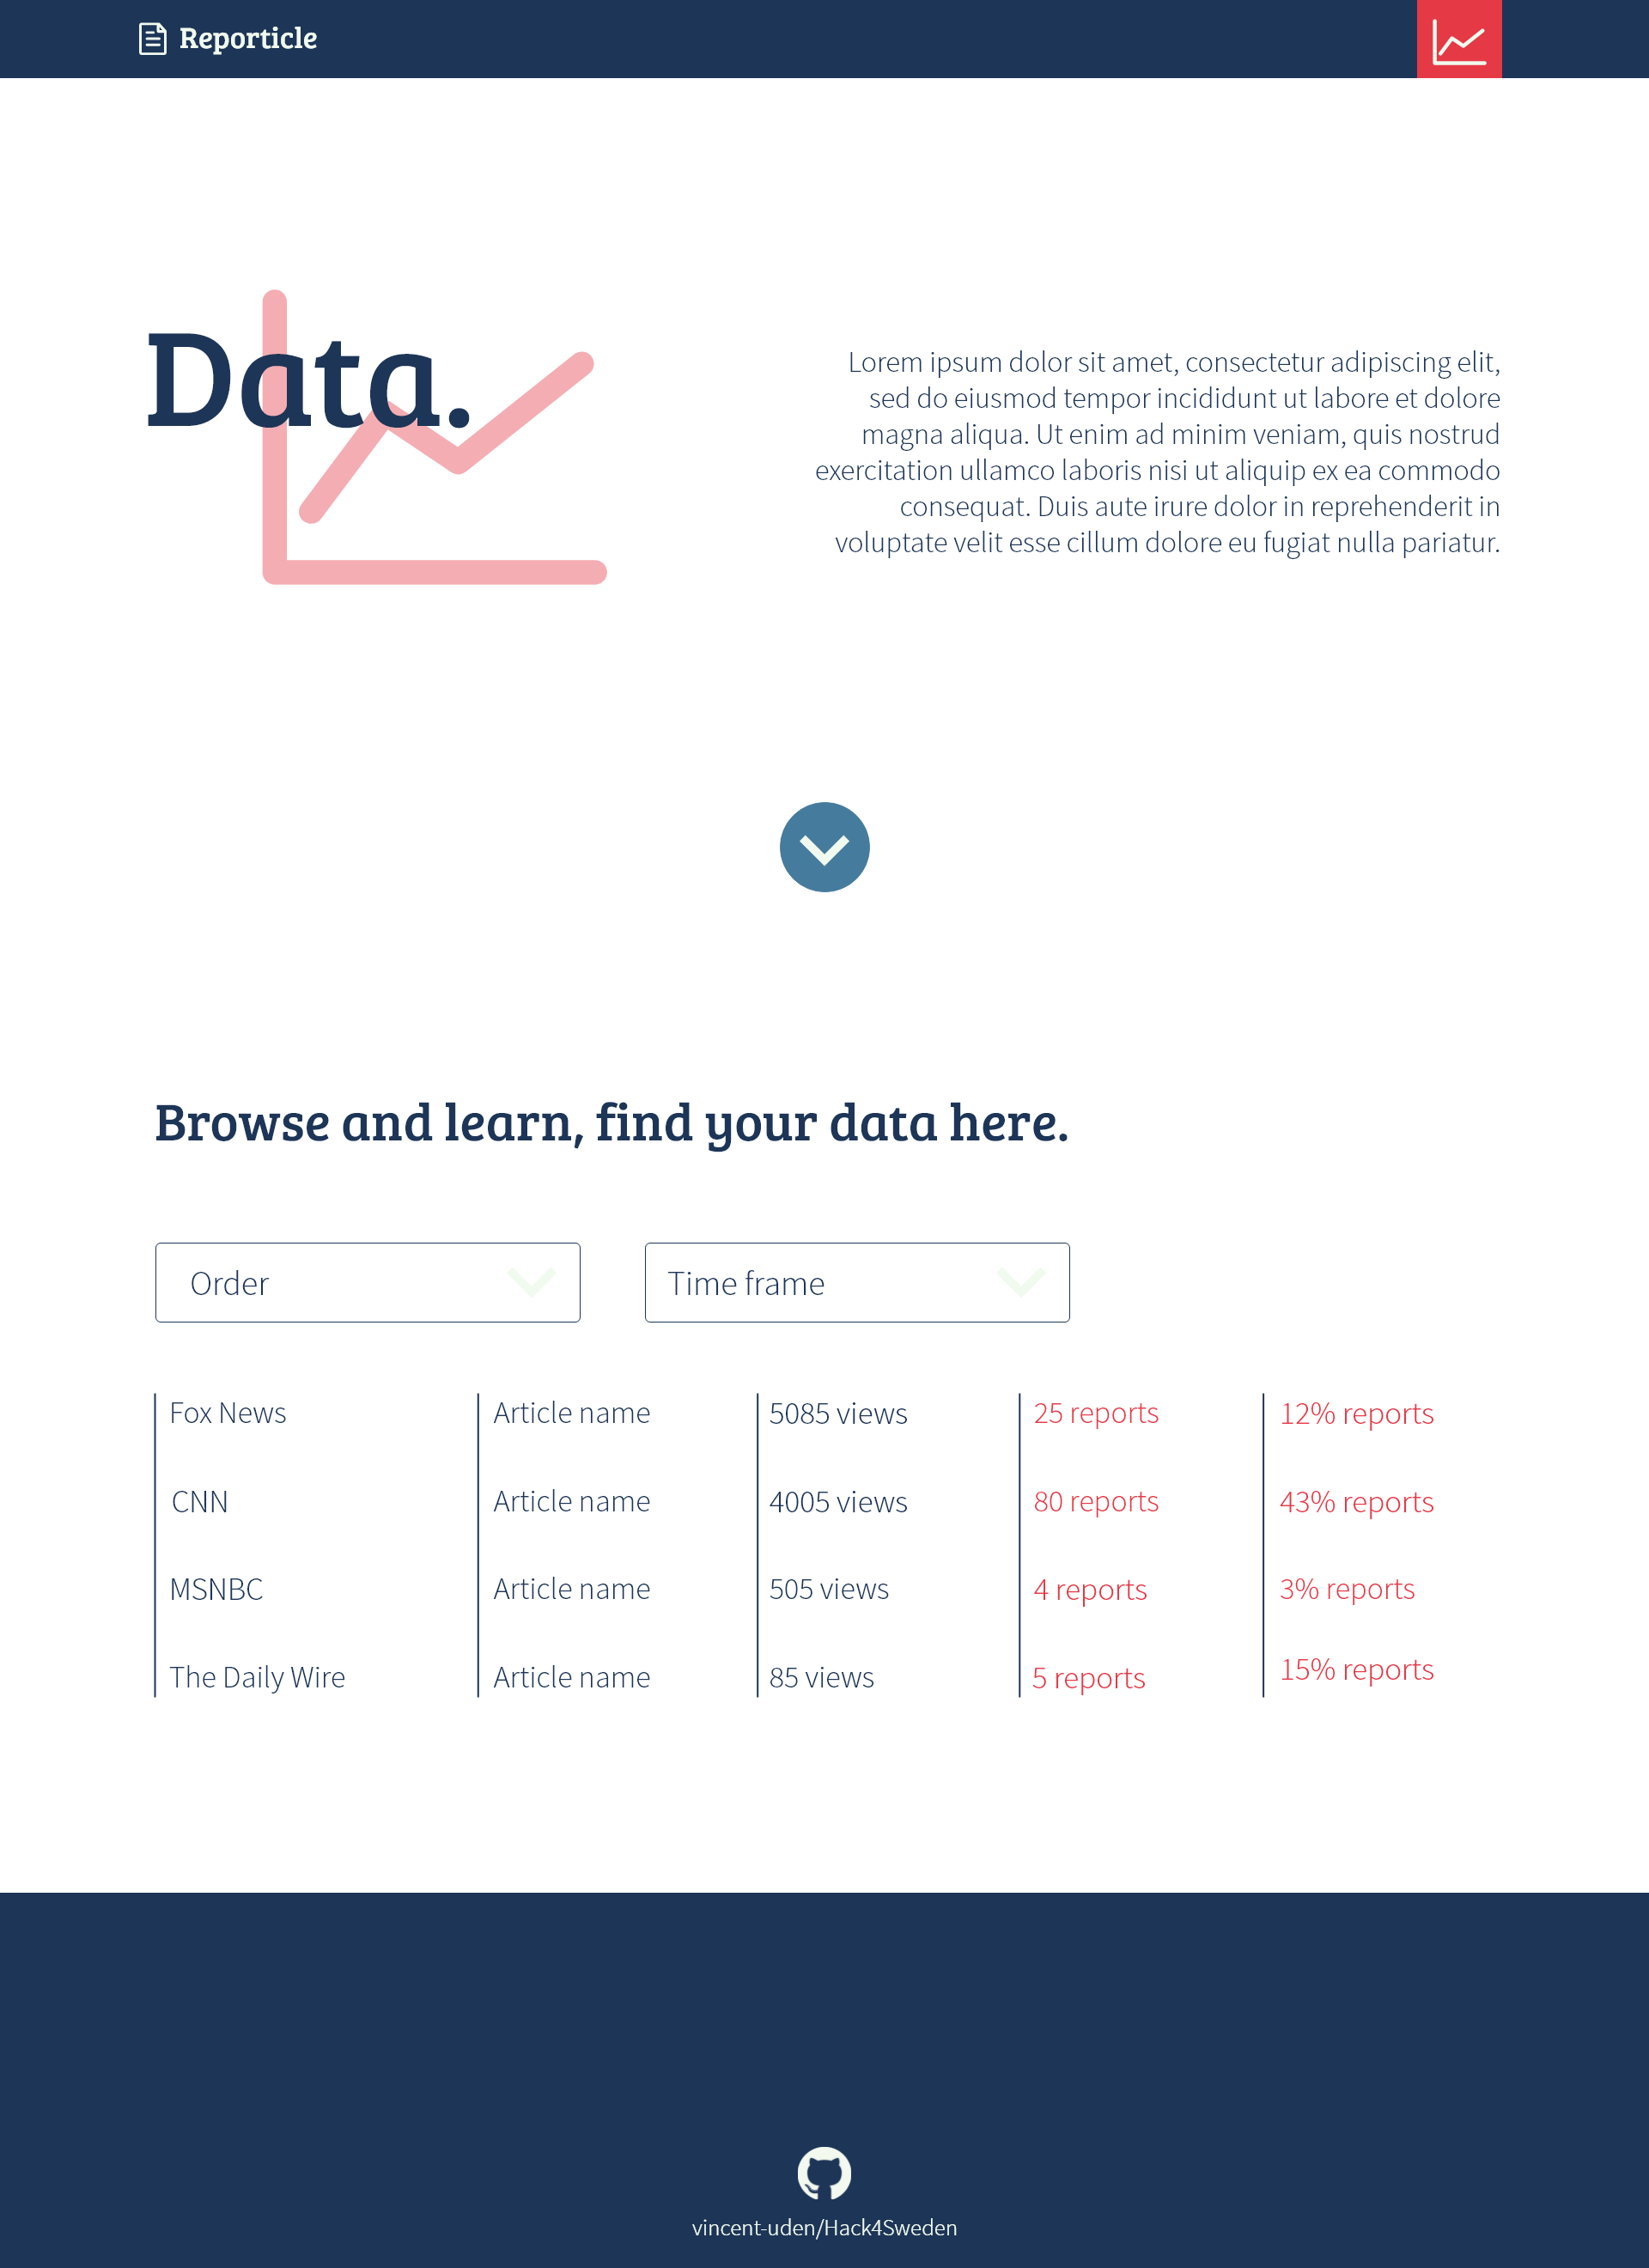 Reporticle
Data.
Lorem ipsum dolor sit amet, consectetur adipiscing elit,
sed do eiusmod tempor incididunt ut labore et dolore
magna aliqua. Ut enim ad minim veniam, quis nostrud
exercitation ullamco laboris nisi ut aliquip ex ea commodo
consequat. Duis aute irure dolor in reprehenderit in
voluptate velit esse cillum dolore eu fugiat nulla pariatur.
Browse and learn, find your data here.
Order Time frame
Fox News Article name 5085 views 25 reports 12% reports
CNN Article name 4005 views 80 reports 43% reports
MSNBC Article name 505 views 4 reports 3% reports
The Daily Wire Article name 85 views 5 reports 15% reports
vincent-uden/Hack4Sweden